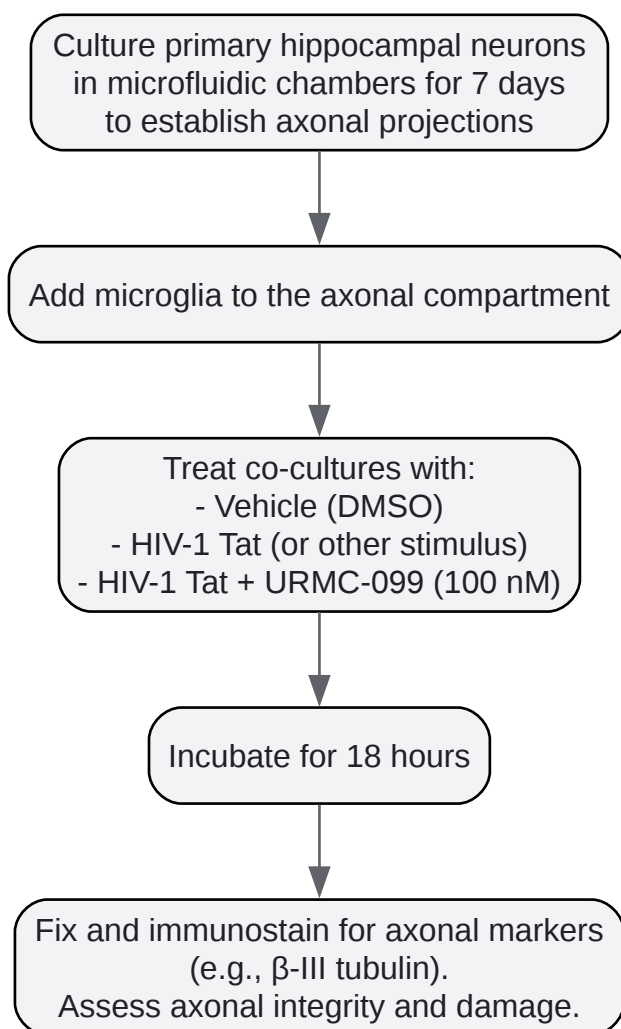 Culture primary hippocampal neurons
in microfluidic chambers for 7 days
to establish axonal projections
Add microglia to the axonal compartment
Treat co-cultures with:
- Vehicle (DMSO)
- HIV-1 Tat (or other stimulus)
- HIV-1 Tat + URMC-099 (100 nM)
Incubate for 18 hours
Fix and immunostain for axonal markers
(e.g., β-III tubulin).
Assess axonal integrity and damage.